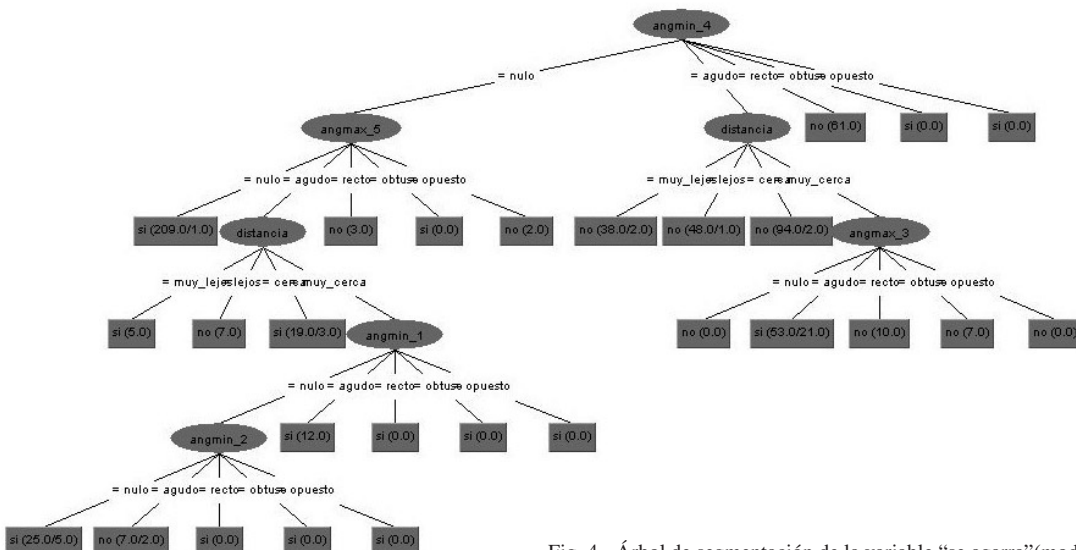 angmin_4
= nulo = agudo = recto = obtuso = opuesto
angmax_5 distancia no (61.0) si (0.0) si (0.0)
= nulo = agudo = recto = obtuso = opuesto = muy_lejos = lejos = cerca = muy_cerca
si (209.0/1.0) distancia no (3.0) si (0.0) no (2.0) no (38.0/2.0) no (48.0/1.0) no (94.0/2.0) angmax_3
= muy_lejos = lejos = cerca = muy_cerca = nulo = agudo = recto = obtuso = opuesto
si (5.0) no (7.0) si (19.0/3.0) angmin_1 no (0.0) si (53.0/21.0) no (10.0) no (7.0) no (0.0)
= nulo = agudo = recto = obtuso = opuesto
angmin_2 si (12.0) si (0.0) si (0.0) si (0.0)
= nulo = agudo = recto = obtuso = opuesto
si (25.0/5.0) no (7.0/2.0) si (0.0) si (0.0) si (0.0)